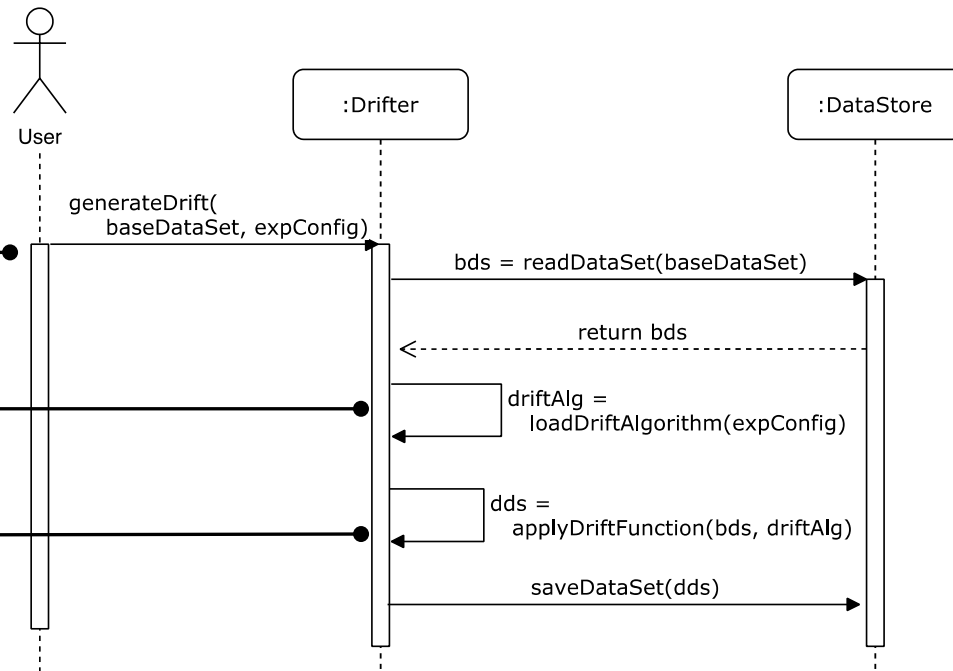 User
:Drifter
:DataStore
generateDrift(
baseDataSet, expConfig)
bds = readDataSet(baseDataSet)
return bds
driftAlg =
loadDriftAlgorithm(expConfig)
dds =
applyDriftFunction(bds, driftAlg)
saveDataSet(dds)